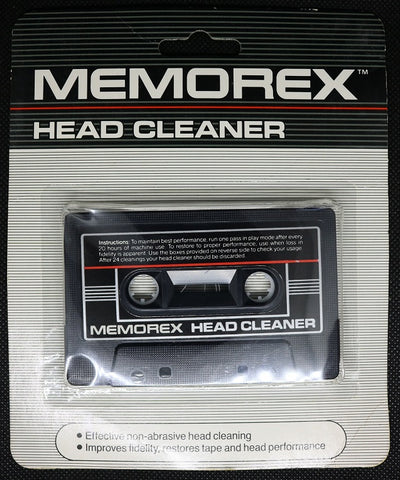 MEMOREX™
HEAD CLEANER
Instructions: To maintain best performance, run one pass in play mode after every
20 hours of machine use. To restore to proper performance, use when loss in
fidelity is apparent. Use the boxes provided on reverse side to check your usage.
After 24 cleanings your head cleaner should be discarded.
MEMOREX HEAD CLEANER
• Effective non-abrasive head cleaning
• Improves fidelity, restores tape and head performance